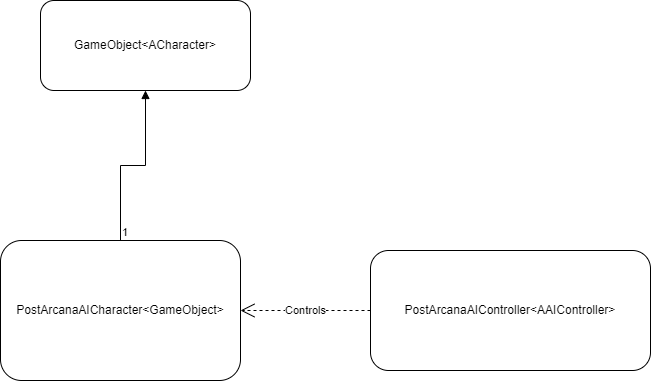 GameObject<ACharacter>
1
PostArcanaAICharacter<GameObject>
Controls
PostArcanaAIController<AAIController>